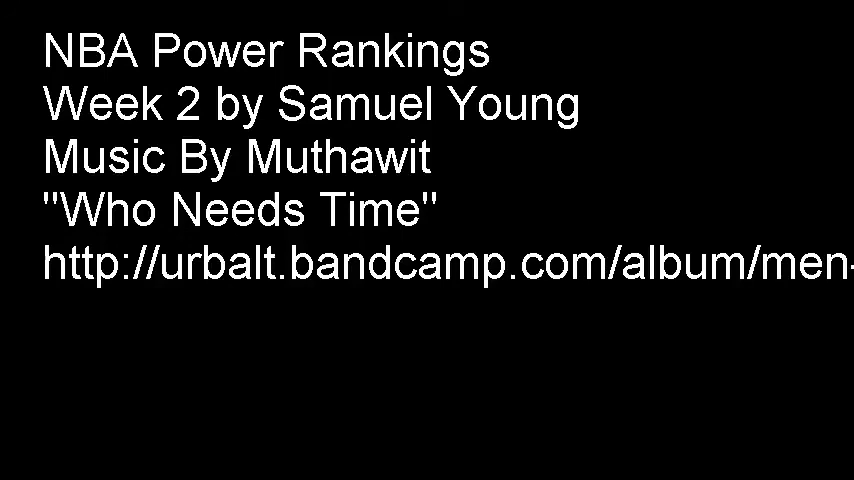 NBA Power Rankings
Week 2 by Samuel Young
Music By Muthawit
"Who Needs Time"
http://urbalt.bandcamp.com/album/men-